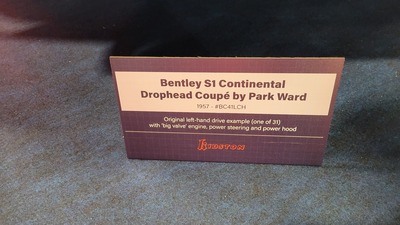 Bentley S1 Continental
Drophead Coupé by Park Ward
1957 - #BC41LCH
Original left-hand drive example (one of 31)
with 'big valve' engine, power steering and power hood
KIDSTON